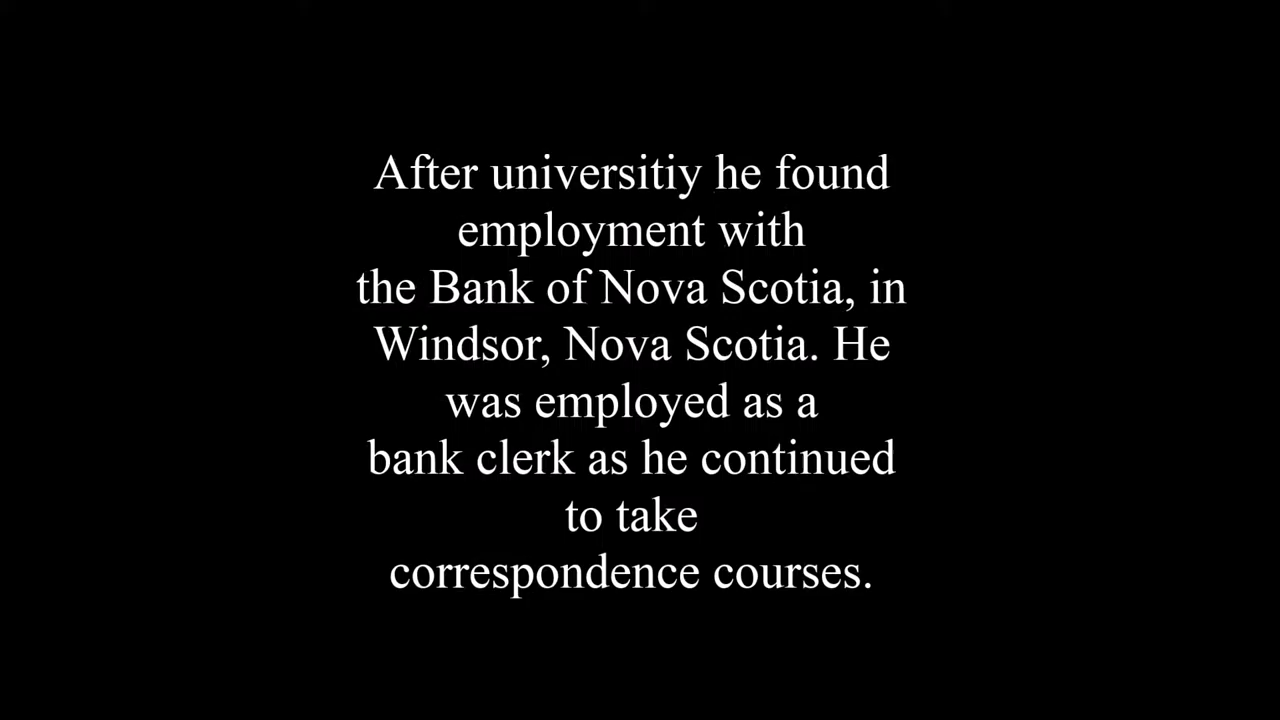 After universitiy he found
employment with
the Bank of Nova Scotia, in
Windsor, Nova Scotia. He
was employed as a
bank clerk as he continued
to take
correspondence courses.